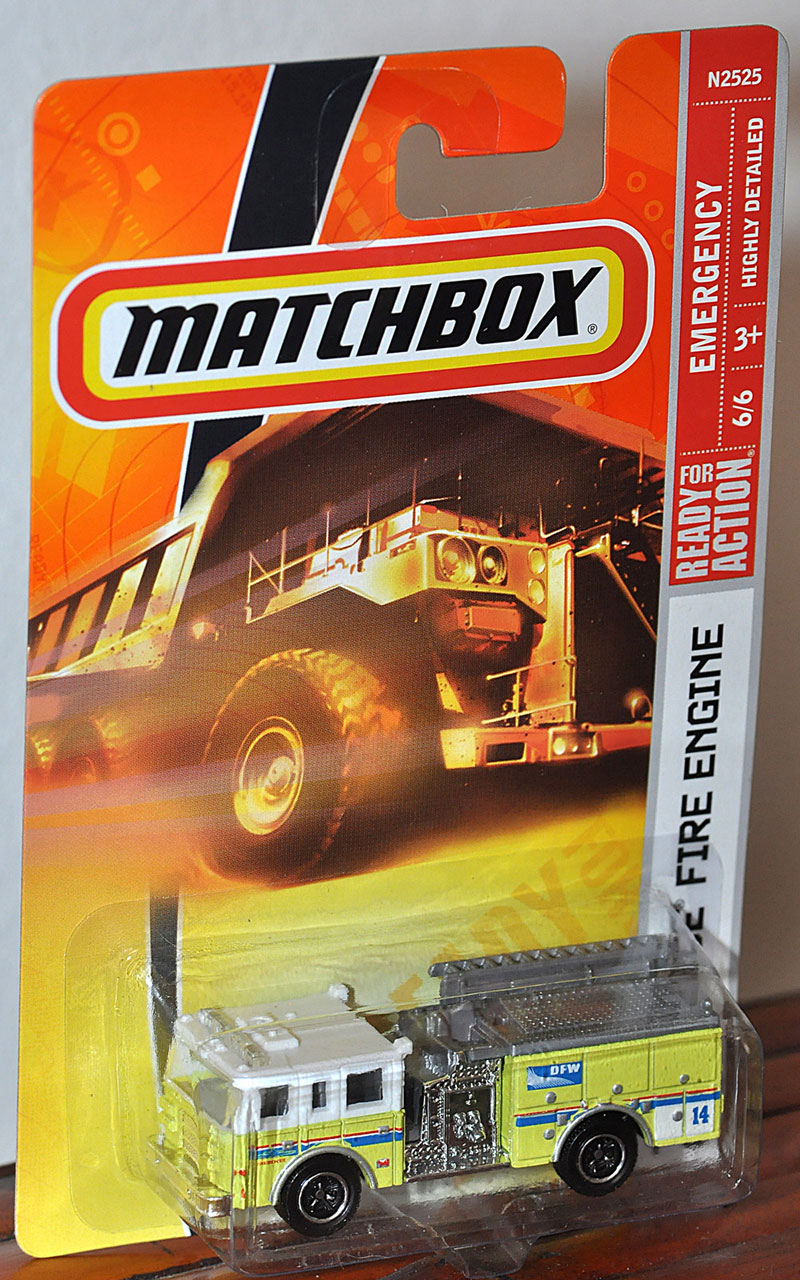 MATCHBOX®
N2525
EMERGENCY
HIGHLY DETAILED
3+
6/6
READY FOR ACTION®
FIRE ENGINE
DFW
14